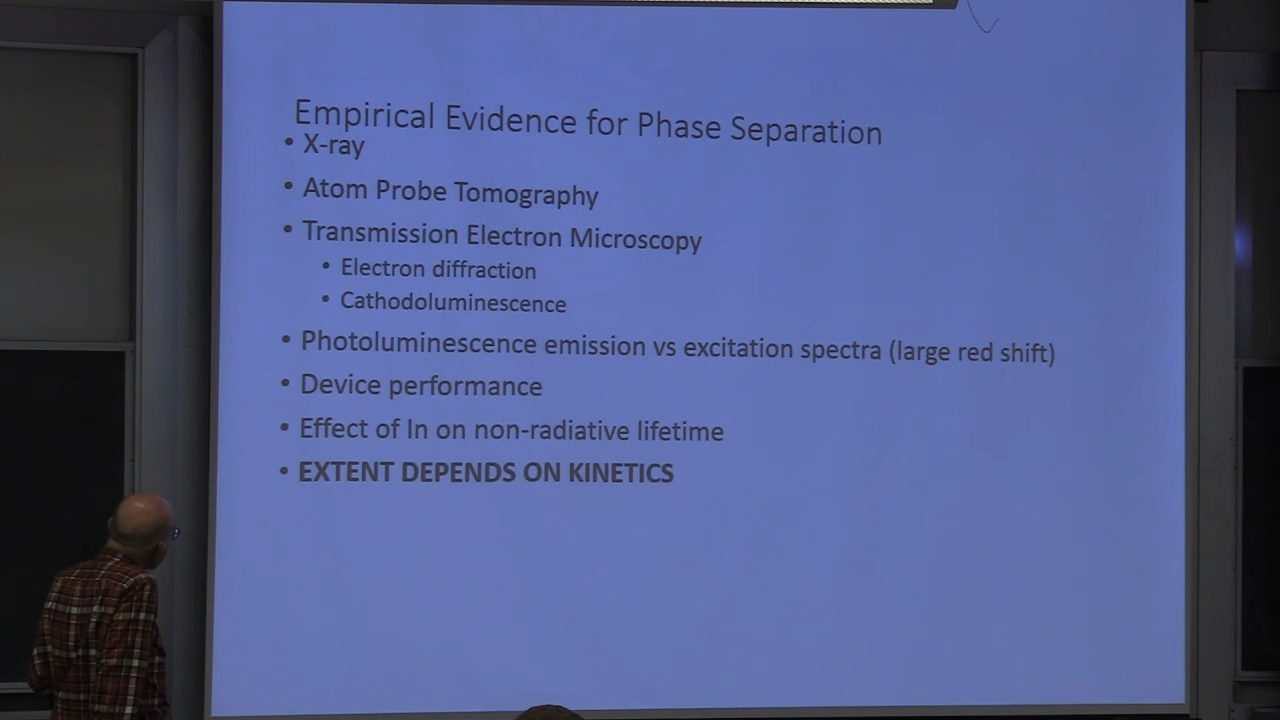 Empirical Evidence for Phase Separation
• X-ray
• Atom Probe Tomography
• Transmission Electron Microscopy
• Electron diffraction
• Cathodoluminescence
• Photoluminescence emission vs excitation spectra (large red shift)
• Device performance
• Effect of In on non-radiative lifetime
• EXTENT DEPENDS ON KINETICS